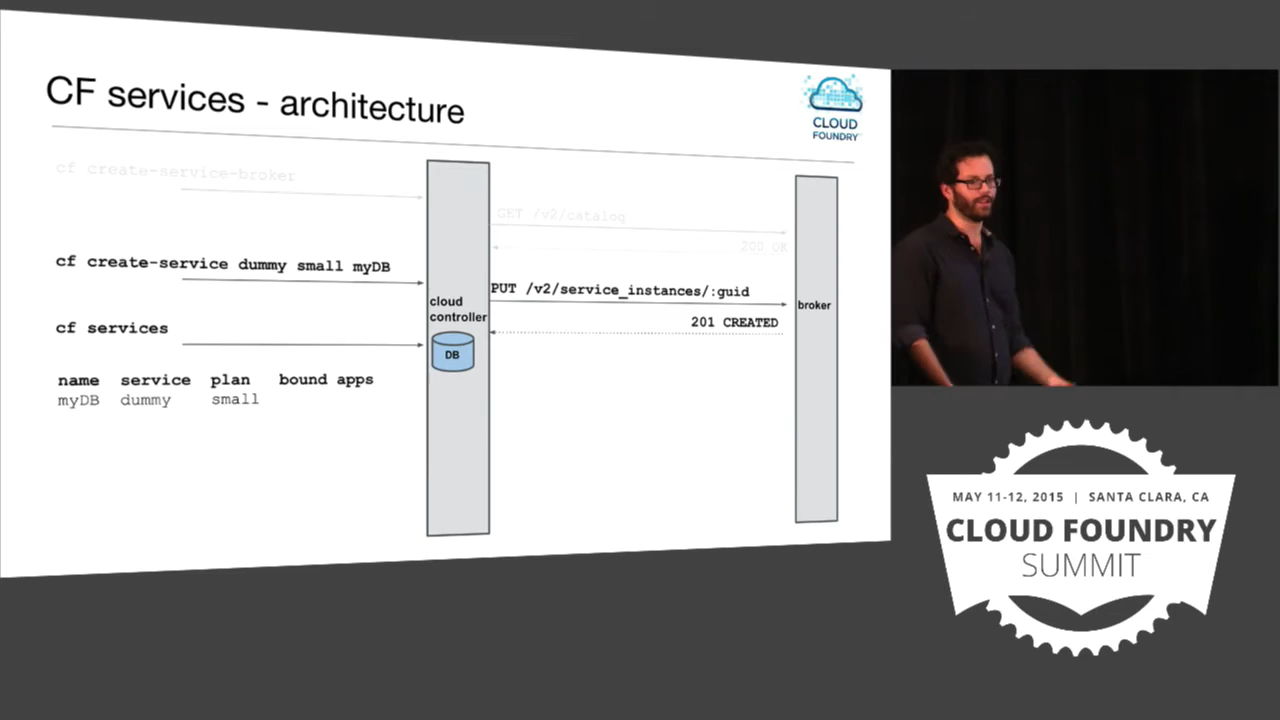 CF services - architecture
CLOUD
FOUNDRY
cf create-service-broker
GET /v2/catalog
200 OK
cf create-service dummy small myDB
PUT /v2/service_instances/:guid
201 CREATED
cloud
controller
broker
cf services
DB
name service plan bound apps
myDB dummy small
MAY 11-12, 2015 | SANTA CLARA, CA
CLOUD FOUNDRY
SUMMIT